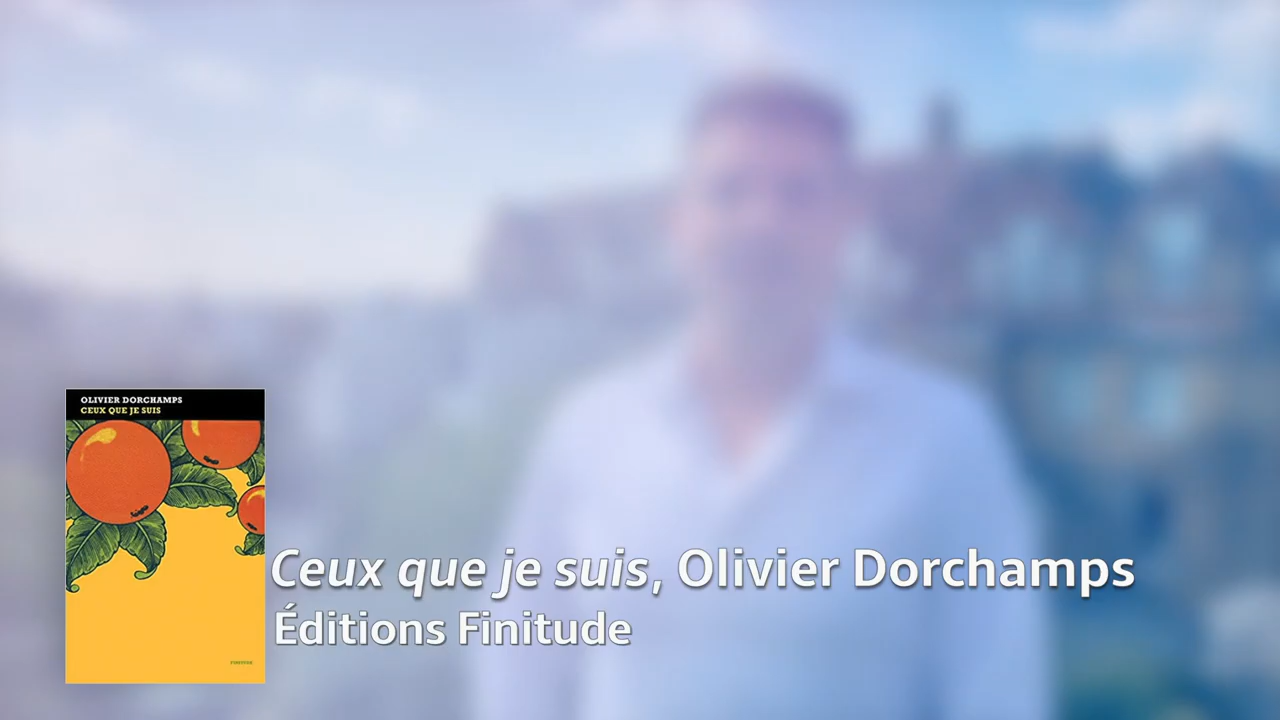 OLIVIER DORCHAMPS
CEUX QUE JE SUIS
FINITUDE
Ceux que je suis, Olivier Dorchamps
Éditions Finitude